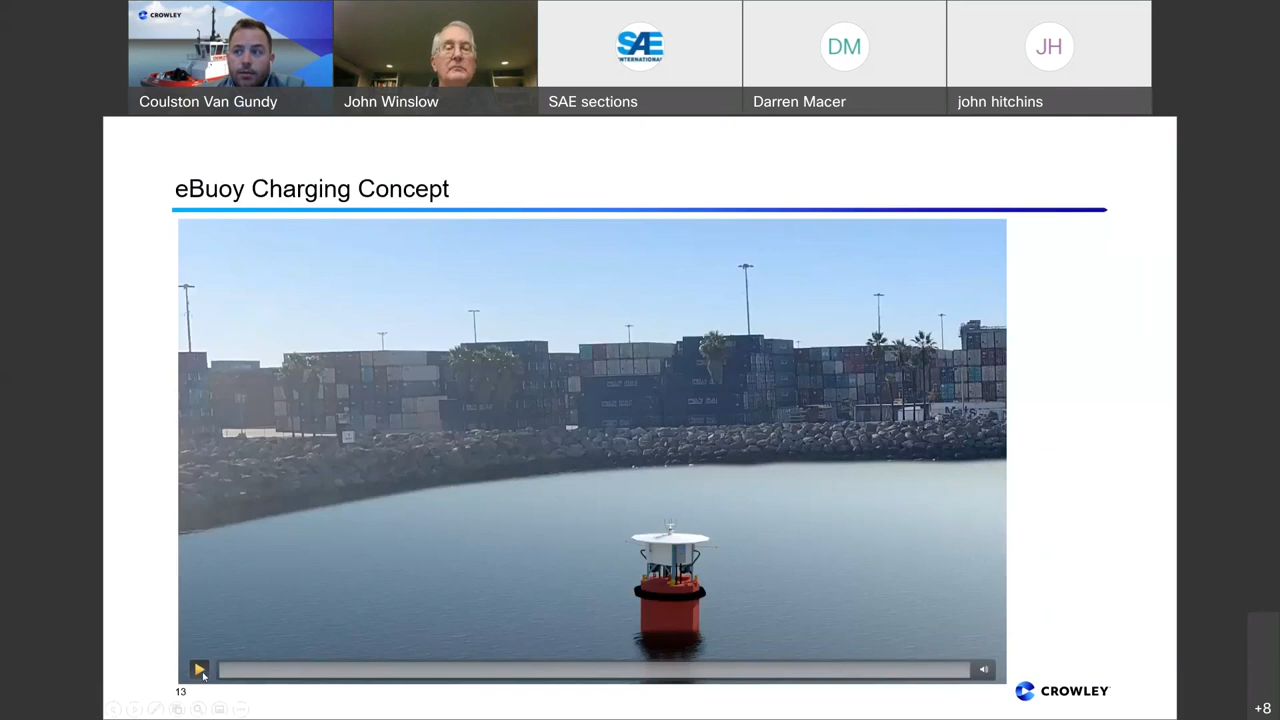 CROWLEY
SAE
INTERNATIONAL
DM
JH
Coulston Van Gundy
John Winslow
SAE sections
Darren Macer
john hitchins
eBuoy Charging Concept
13
CROWLEY
+8